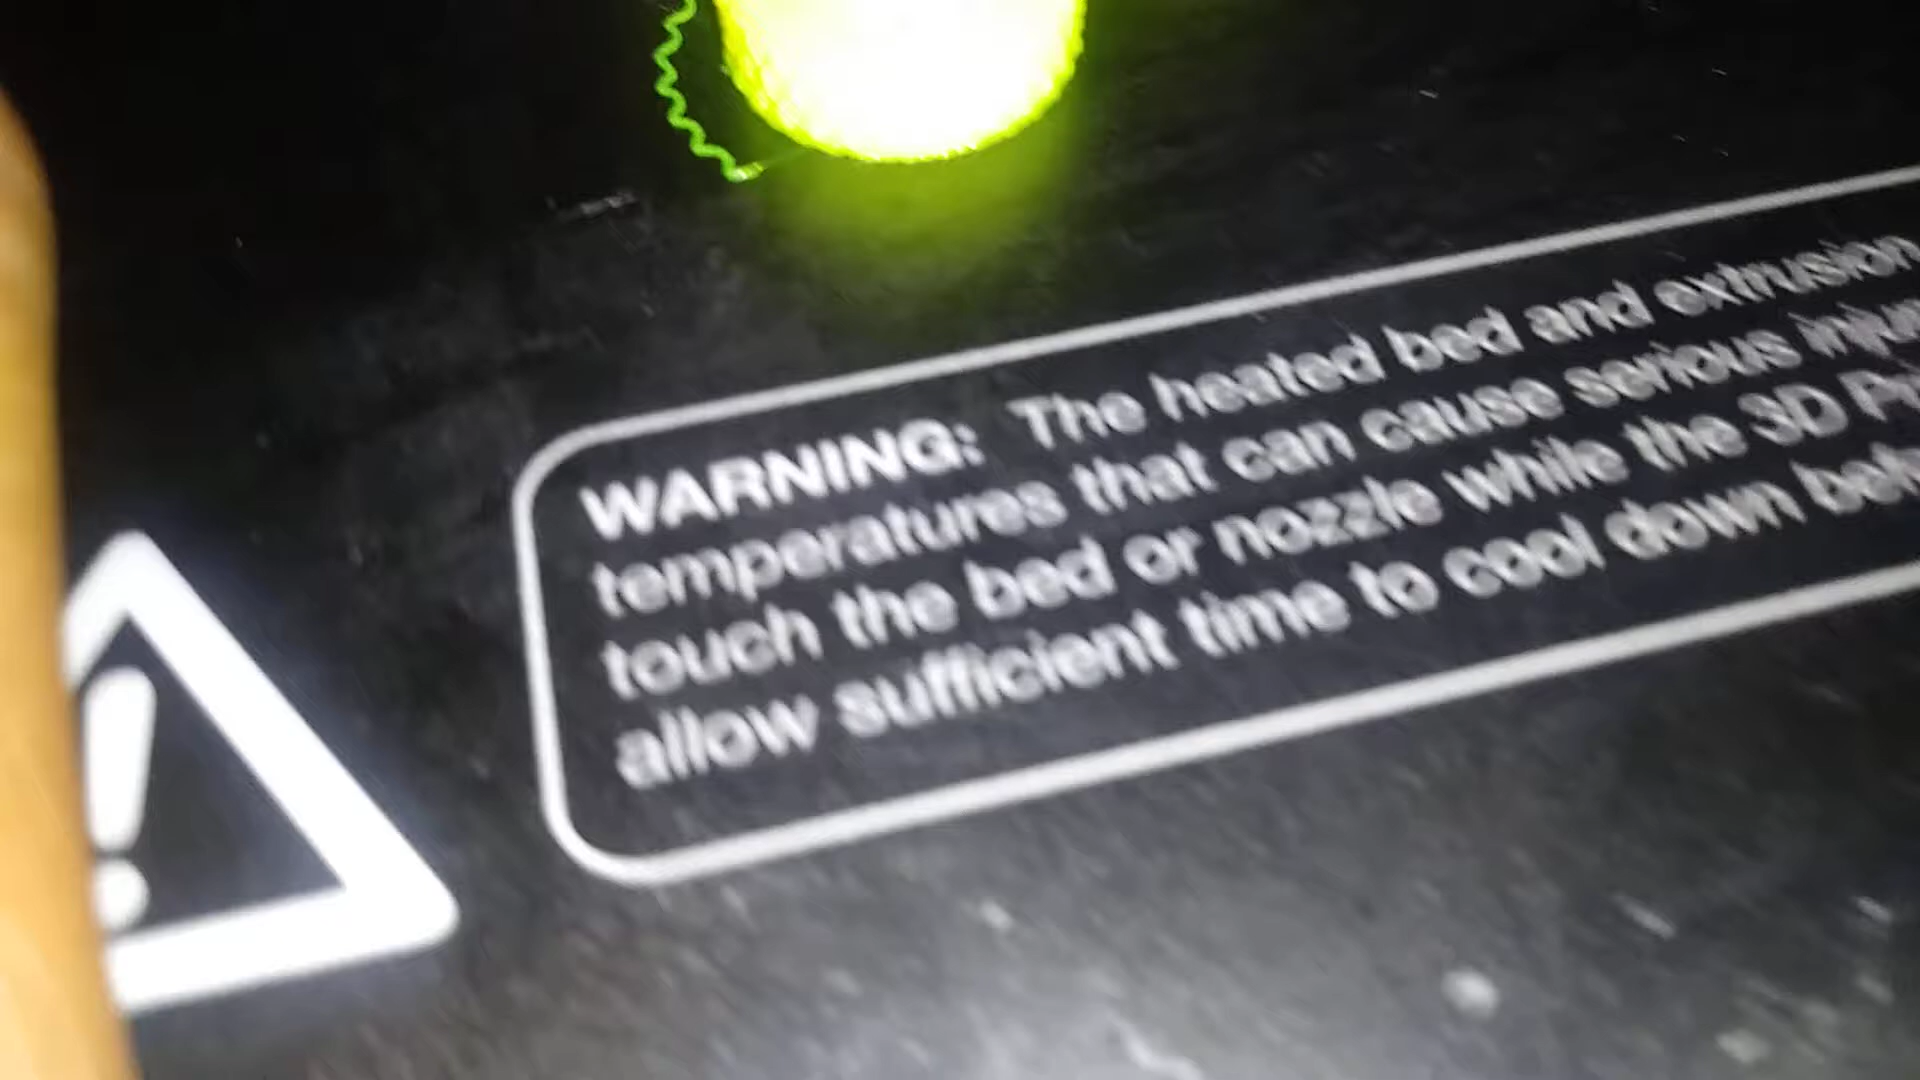 WARNING: The heated bed and extrusion
temperatures that can cause serious
touch the bed or nozzle while the 3D
allow sufficient time to cool down